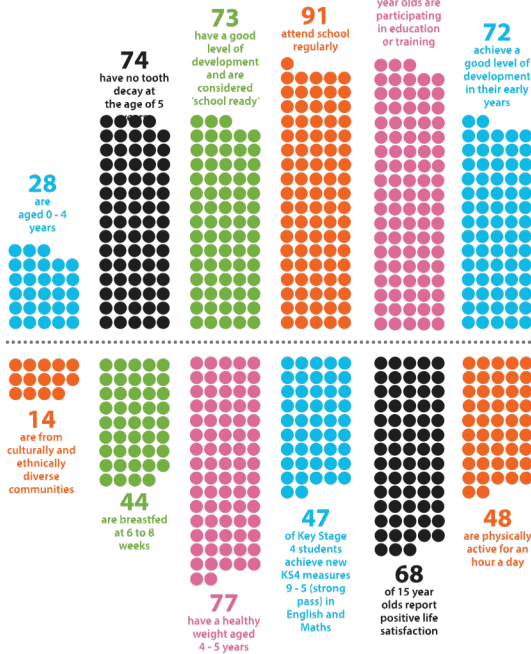 28
are
aged 0 - 4
years
74
have no tooth
decay at
the age of 5
years
73
have a good
level of
development
and are
considered
'school ready'
91
attend school
regularly
year olds are
participating
in education
or training
72
achieve a
good level of
development
in their early
years
14
are from
culturally and
ethnically
diverse
communities
44
are breastfed
at 6 to 8
weeks
77
have a healthy
weight aged
4 - 5 years
47
of Key Stage
4 students
achieve new
KS4 measures
9 - 5 (strong
pass) in
English and
Maths
68
of 15 year
olds report
positive life
satisfaction
48
are physically
active for an
hour a day